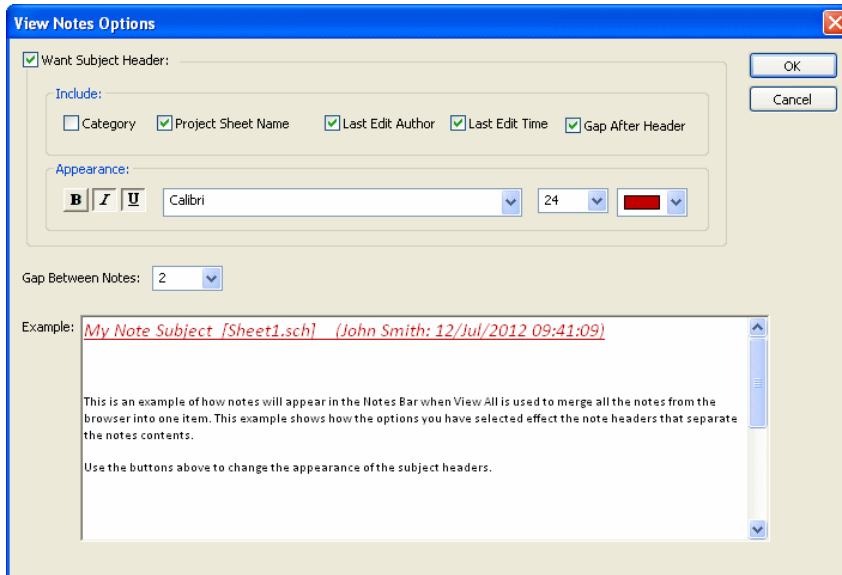 View Notes Options
Want Subject Header:
OK
Include:
Cancel
Category Project Sheet Name Last Edit Author Last Edit Time Gap After Header
Appearance:
B I U Calibri 24
Gap Between Notes: 2
Example: My Note Subject [Sheet1.sch] (John Smith: 12/Jul/2012 09:41:09)
This is an example of how notes will appear in the Notes Bar when View All is used to merge all the notes from the
browser into one item. This example shows how the options you have selected effect the note headers that separate
the notes contents.
Use the buttons above to change the appearance of the subject headers.